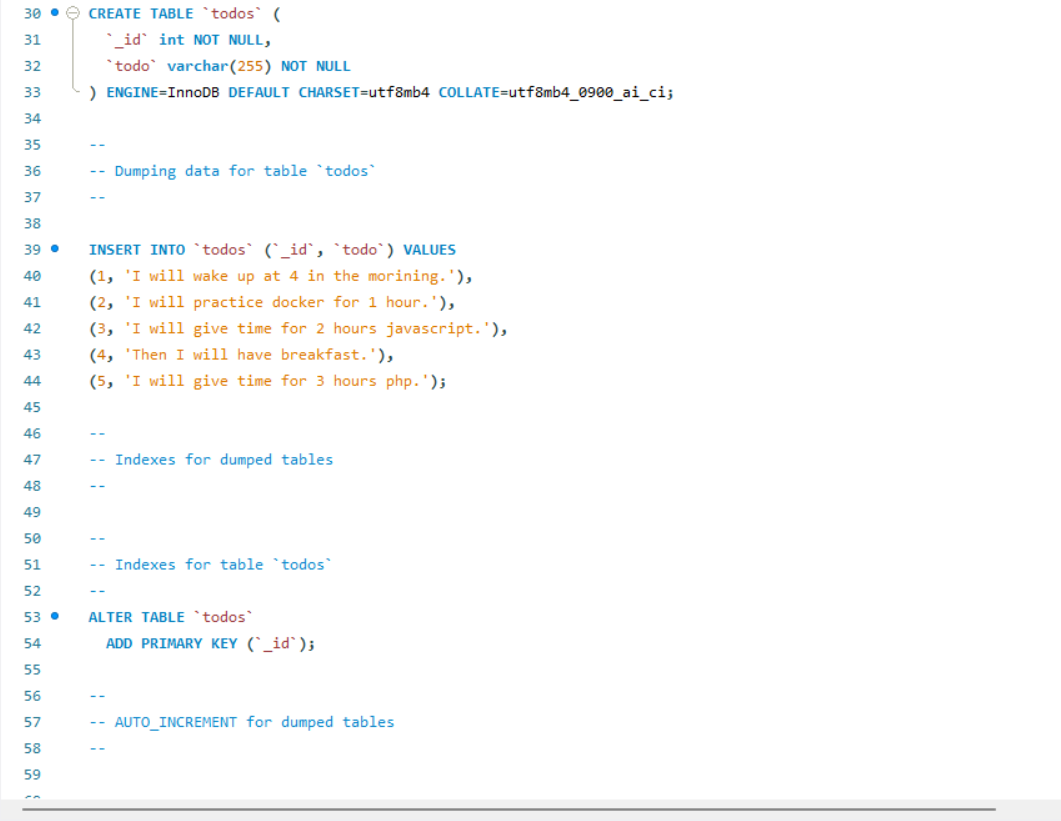 30 CREATE TABLE `todos` (
31 `_id` int NOT NULL,
32 `todo` varchar(255) NOT NULL
33 ) ENGINE=InnoDB DEFAULT CHARSET=utf8mb4 COLLATE=utf8mb4_0900_ai_ci;
34
35 --
36 -- Dumping data for table `todos`
37 --
38
39 INSERT INTO `todos` (`_id`, `todo`) VALUES
40 (1, 'I will wake up at 4 in the morining.'),
41 (2, 'I will practice docker for 1 hour.'),
42 (3, 'I will give time for 2 hours javascript.'),
43 (4, 'Then I will have breakfast.'),
44 (5, 'I will give time for 3 hours php.');
45
46 --
47 -- Indexes for dumped tables
48 --
49
50 --
51 -- Indexes for table `todos`
52 --
53 ALTER TABLE `todos`
54 ADD PRIMARY KEY (`_id`);
55
56 --
57 -- AUTO_INCREMENT for dumped tables
58 --
59